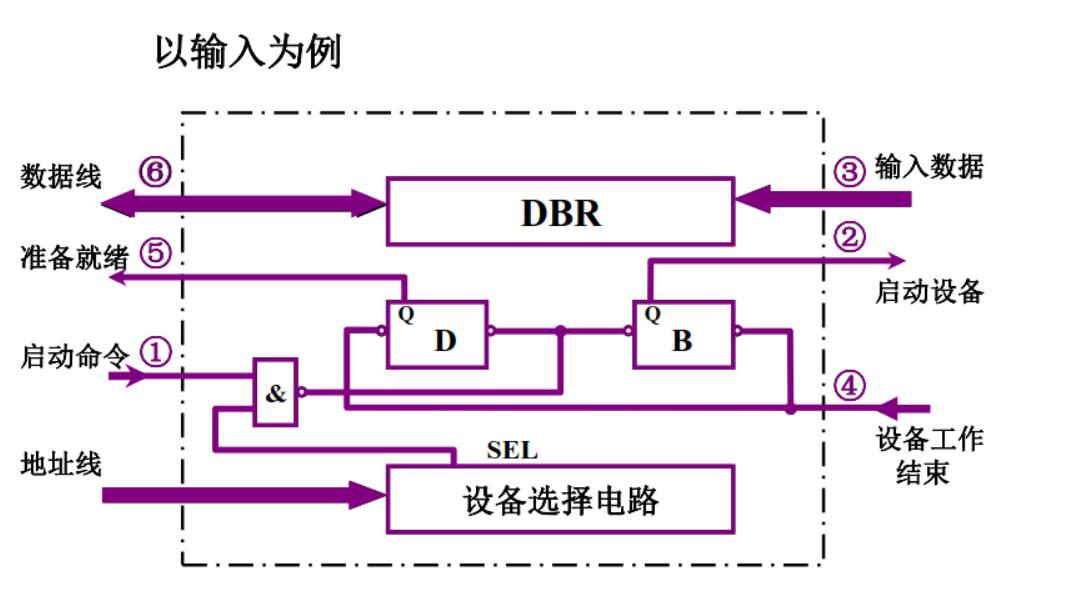 以输入为例
数据线 ⑥
③ 输入数据
DBR
准备就绪 ⑤
②
启动设备
Q
D
Q
B
启动命令 ①
&
④
设备工作
结束
SEL
地址线
设备选择电路